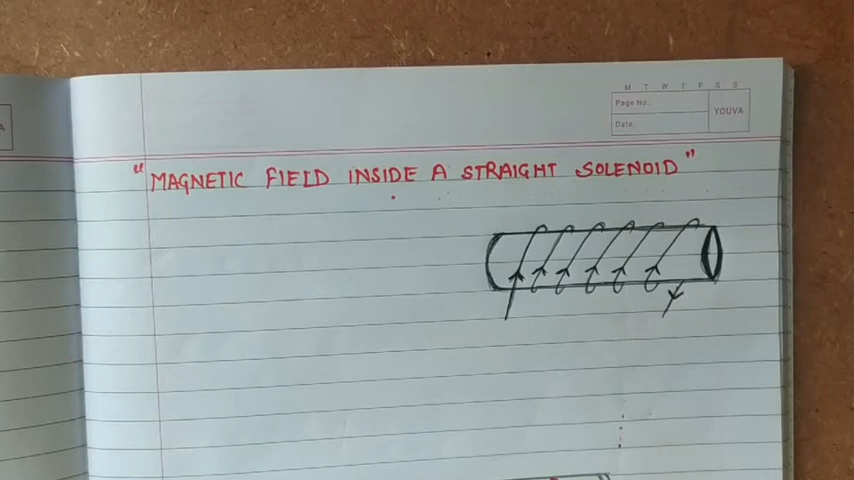 M T W T F S S
Page No.:
YOUVA
Date:
"MAGNETIC FIELD INSIDE A STRAIGHT SOLENOID"